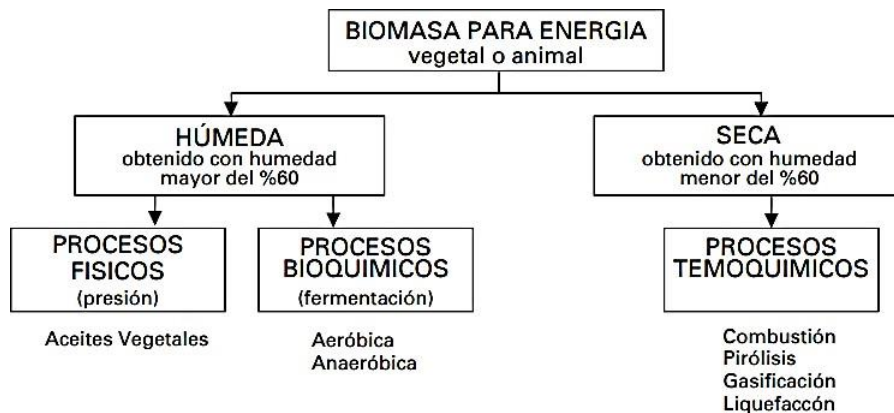 BIOMASA PARA ENERGIA
vegetal o animal
HÚMEDA
obtenido con humedad
mayor del %60
SECA
obtenido con humedad
menor del %60
PROCESOS
FISICOS
(presión)
PROCESOS
BIOQUIMICOS
(fermentación)
PROCESOS
TEMOQUIMICOS
Aceites Vegetales
Aeróbica
Anaeróbica
Combustión
Pirólisis
Gasificación
Liquefaccón